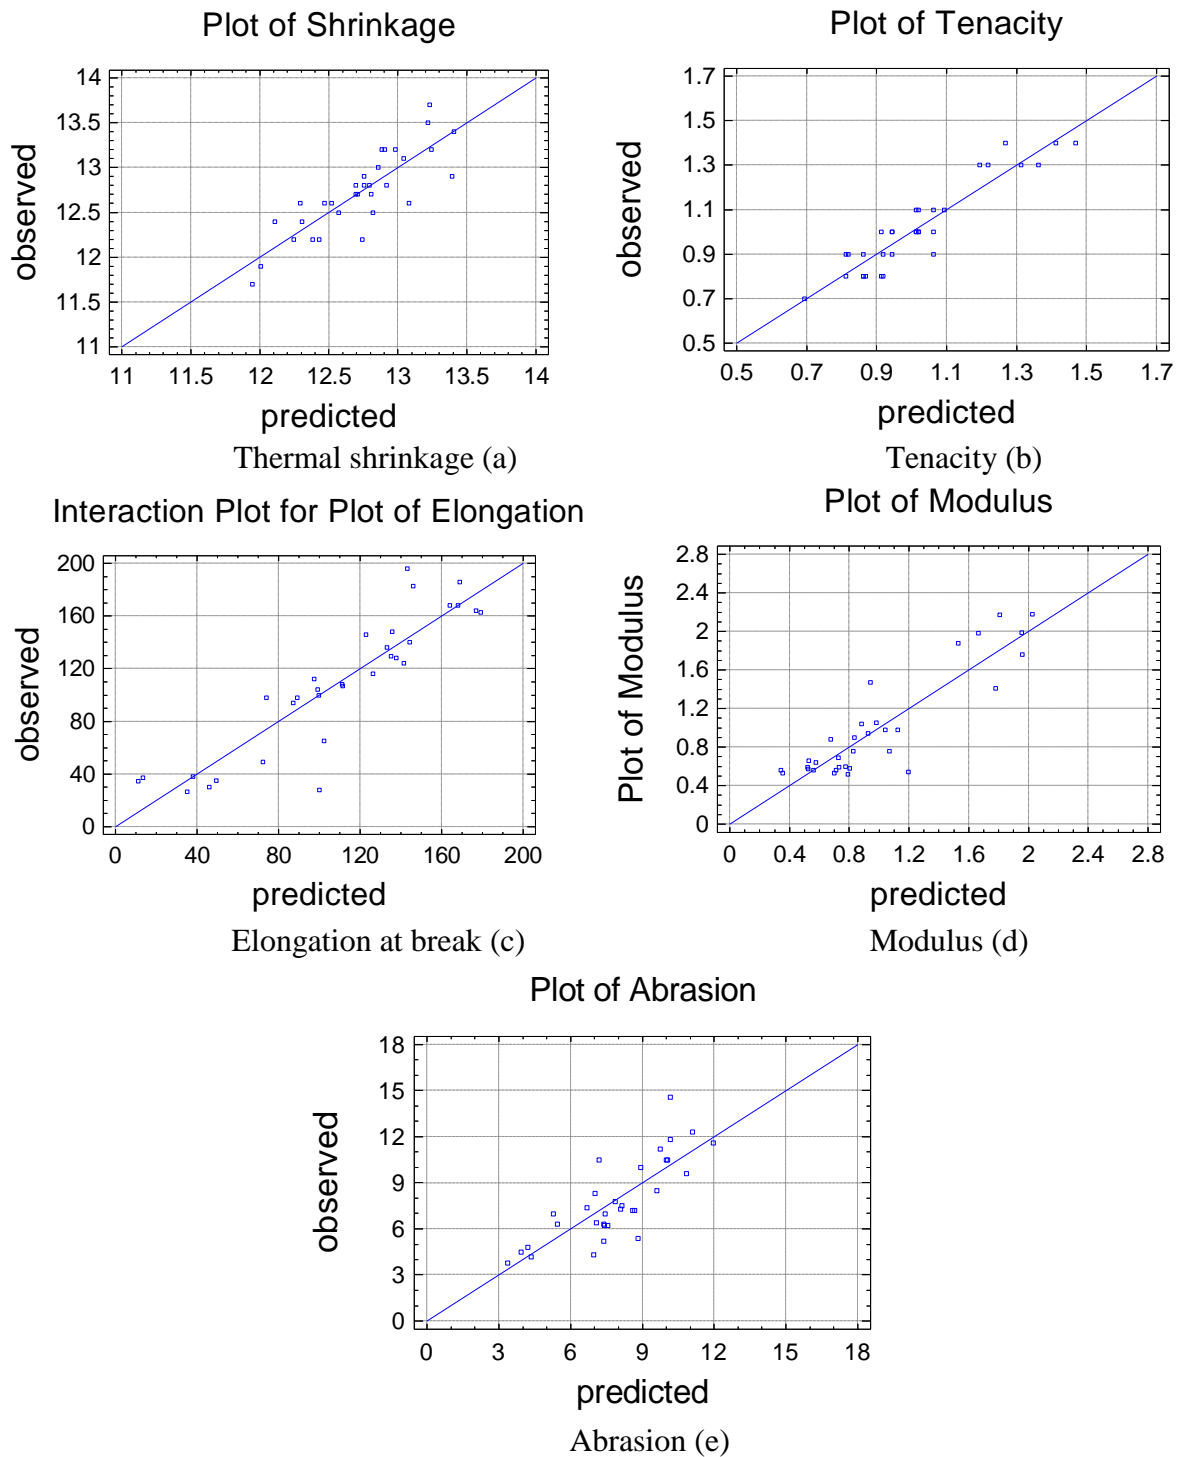 Plot of Shrinkage
14
13.5
13
12.5
12
11.5
11
observed
11 11.5 12 12.5 13 13.5 14
predicted
Thermal shrinkage (a)
Plot of Tenacity
1.7
1.5
1.3
1.1
0.9
0.7
0.5
observed
0.5 0.7 0.9 1.1 1.3 1.5 1.7
predicted
Tenacity (b)
Interaction Plot for Plot of Elongation
200
160
120
80
40
0
observed
0 40 80 120 160 200
predicted
Elongation at break (c)
Plot of Modulus
2.8
2.4
2
1.6
1.2
0.8
0.4
0
Plot of Modulus
0 0.4 0.8 1.2 1.6 2 2.4 2.8
predicted
Modulus (d)
Plot of Abrasion
18
15
12
9
6
3
0
observed
0 3 6 9 12 15 18
predicted
Abrasion (e)